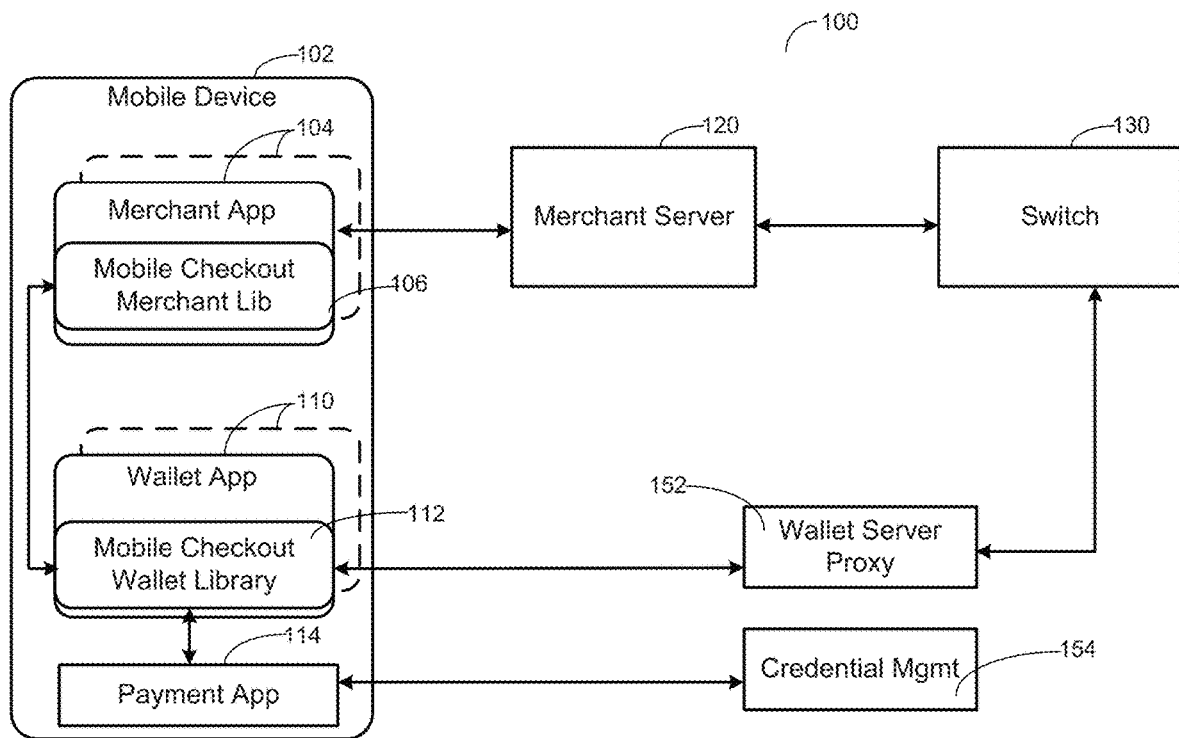 100
102
Mobile Device
104
Merchant App
Mobile Checkout
Merchant Lib
106
120
Merchant Server
130
Switch
110
Wallet App
112
Mobile Checkout
Wallet Library
152
Wallet Server
Proxy
114
Payment App
Credential Mgmt
154